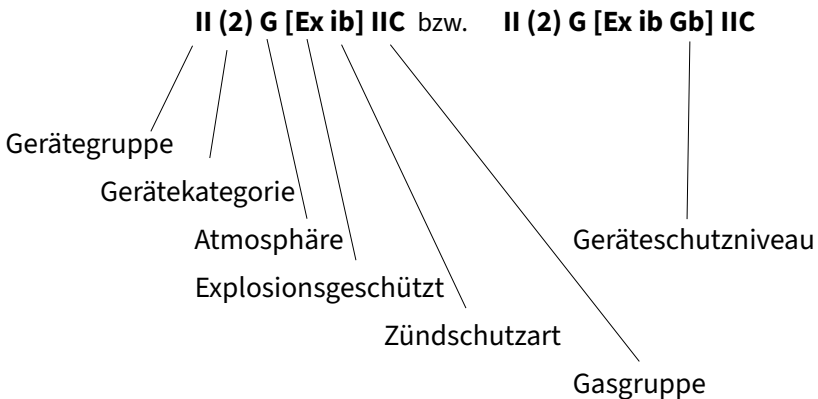 II (2) G [Ex ib] IIC bzw. II (2) G [Ex ib Gb] IIC
Gerätegruppe
Gerätekategorie
Atmosphäre Geräteschutzniveau
Explosionsgeschützt
Zündschutzart
Gasgruppe